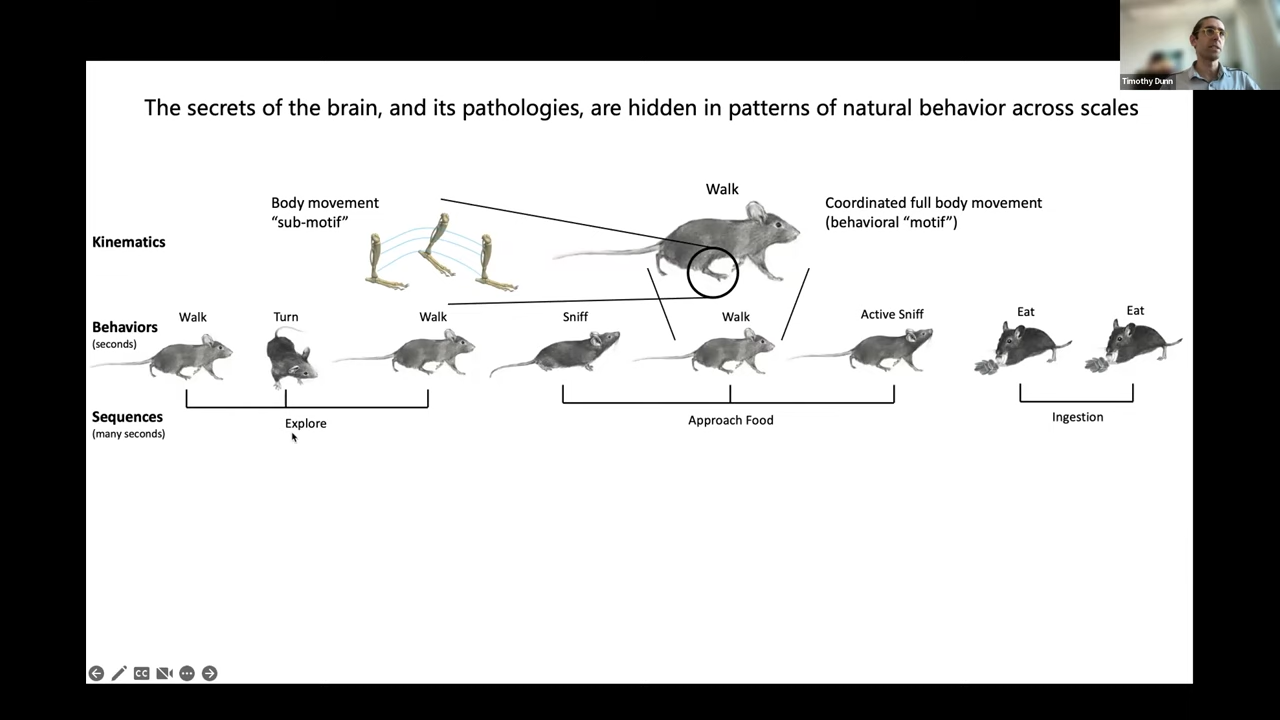 Timothy Dunn
The secrets of the brain, and its pathologies, are hidden in patterns of natural behavior across scales
Walk
Body movement
“sub-motif”
Coordinated full body movement
(behavioral “motif”)
Kinematics
Behaviors
(seconds)
Walk
Turn
Walk
Sniff
Walk
Active Sniff
Eat
Eat
Sequences
(many seconds)
Explore
Approach Food
Ingestion
CC